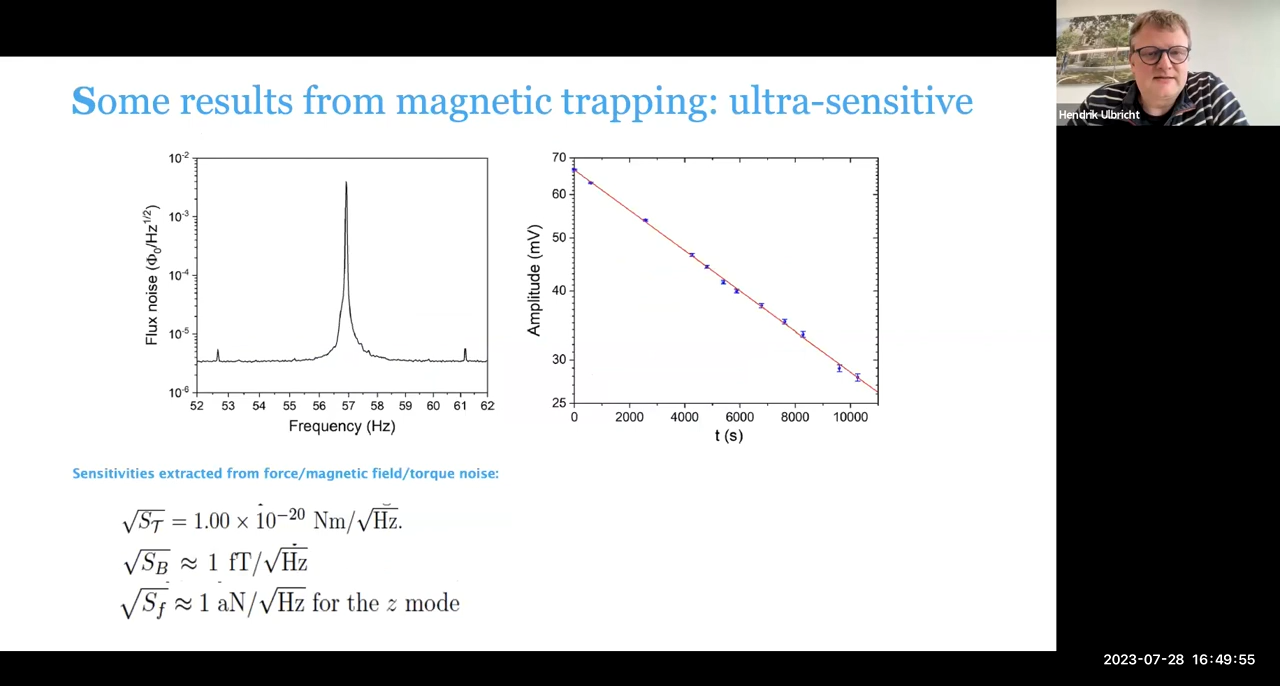 Some results from magnetic trapping: ultra-sensitive
Hendrik Ulbricht
Flux noise (Φ₀/Hz^1/2)
10⁻²
10⁻³
10⁻⁴
10⁻⁵
10⁻⁶
52 53 54 55 56 57 58 59 60 61 62
Frequency (Hz)
Amplitude (mV)
70
60
50
40
30
25
0 2000 4000 6000 8000 10000
t (s)
Sensitivities extracted from force/magnetic field/torque noise:
√S_𝒯 = 1.00 × 10⁻²⁰ Nm/√Hz.
√S_B ≈ 1 fT/√Hz
√S_f ≈ 1 aN/√Hz for the z mode
2023-07-28 16:49:55